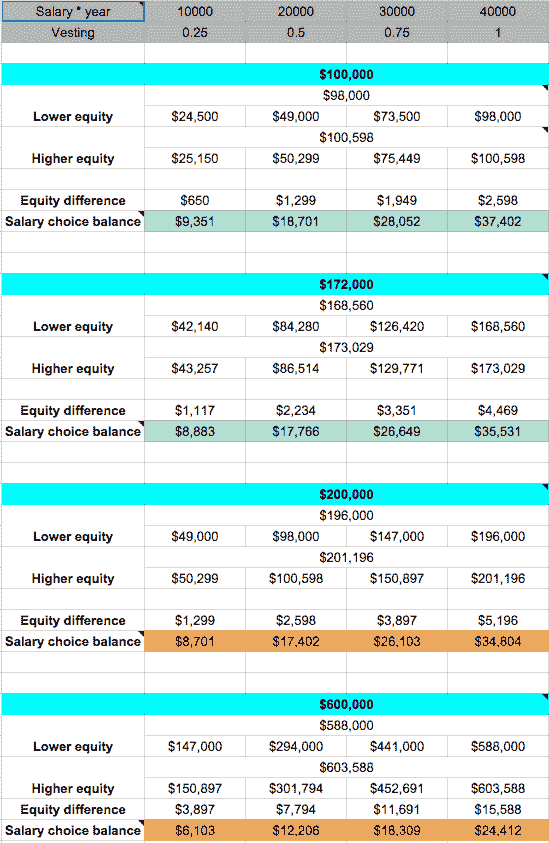 Salary * year 10000 20000 30000 40000
Vesting 0.25 0.5 0.75 1
$100,000
$98,000
Lower equity $24,500 $49,000 $73,500 $98,000
$100,598
Higher equity $25,150 $50,299 $75,449 $100,598
Equity difference $650 $1,299 $1,949 $2,598
Salary choice balance $9,351 $18,701 $28,052 $37,402
$172,000
$168,560
Lower equity $42,140 $84,280 $126,420 $168,560
$173,029
Higher equity $43,257 $86,514 $129,771 $173,029
Equity difference $1,117 $2,234 $3,351 $4,469
Salary choice balance $8,883 $17,766 $26,649 $35,531
$200,000
$196,000
Lower equity $49,000 $98,000 $147,000 $196,000
$201,196
Higher equity $50,299 $100,598 $150,897 $201,196
Equity difference $1,299 $2,598 $3,897 $5,196
Salary choice balance $8,701 $17,402 $26,103 $34,804
$600,000
$588,000
Lower equity $147,000 $294,000 $441,000 $588,000
$603,588
Higher equity $150,897 $301,794 $452,691 $603,588
Equity difference $3,897 $7,794 $11,691 $15,588
Salary choice balance $6,103 $12,206 $18,309 $24,412